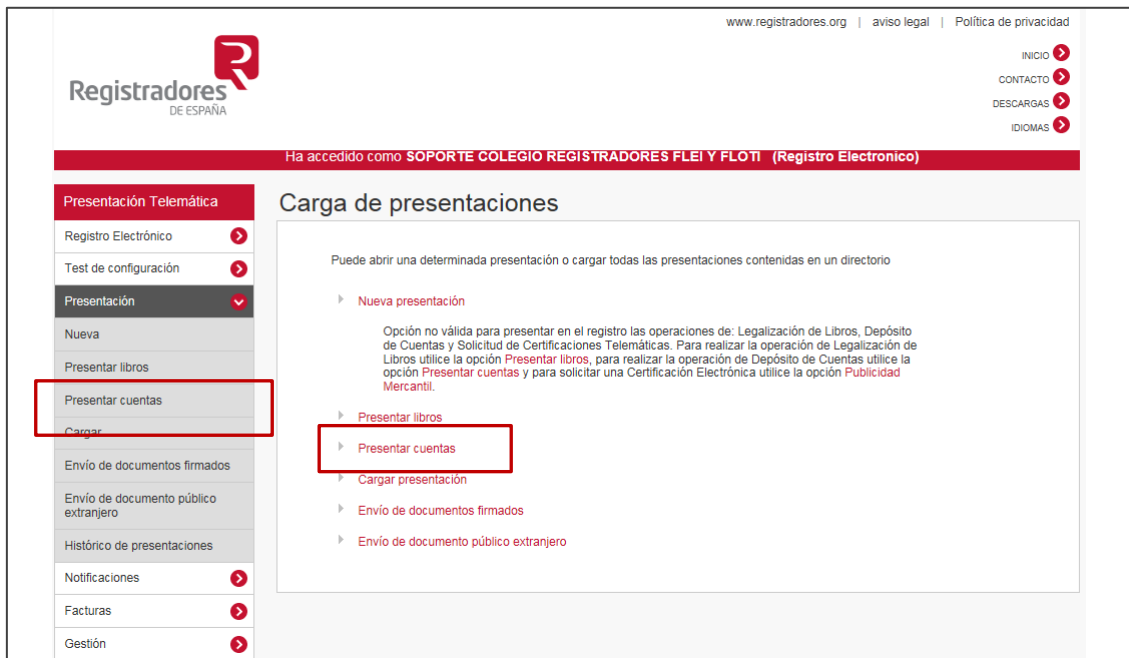 www.registradores.org | aviso legal | Política de privacidad
INICIO
CONTACTO
DESCARGAS
IDIOMAS
Registradores
DE ESPAÑA
Ha accedido como SOPORTE COLEGIO REGISTRADORES FLEI Y FLOTI (Registro Electronico)
Presentación Telemática
Registro Electrónico
Test de configuración
Presentación
Nueva
Presentar libros
Presentar cuentas
Cargar
Envío de documentos firmados
Envío de documento público
extranjero
Histórico de presentaciones
Notificaciones
Facturas
Gestión
Carga de presentaciones
Puede abrir una determinada presentación o cargar todas las presentaciones contenidas en un directorio
Nueva presentación
Opción no válida para presentar en el registro las operaciones de: Legalización de Libros, Depósito
de Cuentas y Solicitud de Certificaciones Telemáticas. Para realizar la operación de Legalización de
Libros utilice la opción Presentar libros, para realizar la operación de Depósito de Cuentas utilice la
opción Presentar cuentas y para solicitar una Certificación Electrónica utilice la opción Publicidad
Mercantil.
Presentar libros
Presentar cuentas
Cargar presentación
Envío de documentos firmados
Envío de documento público extranjero